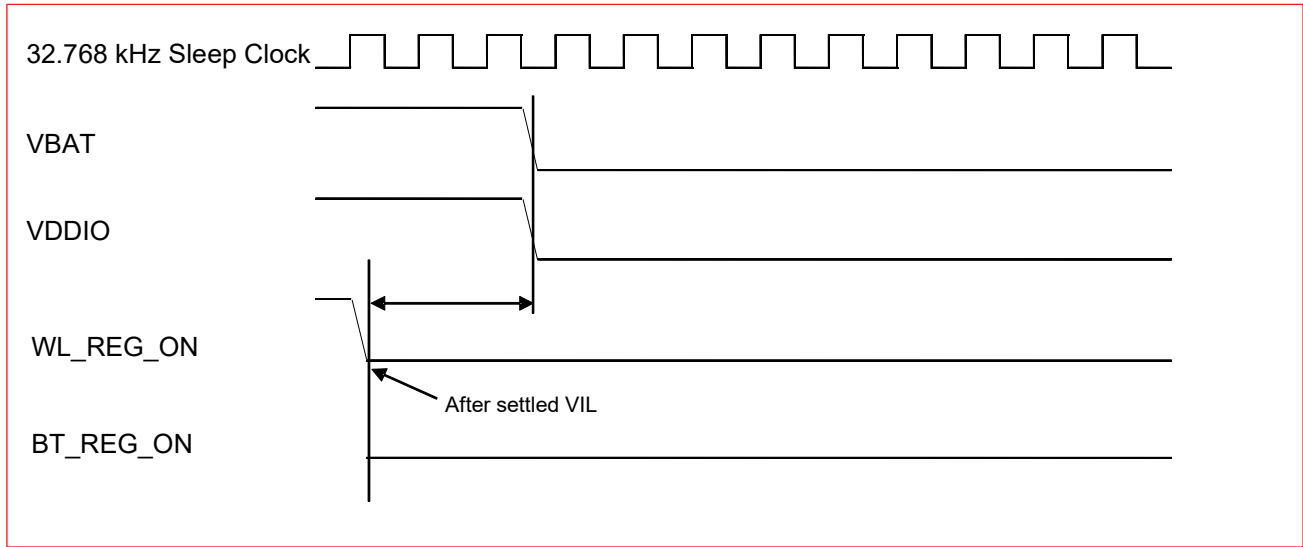 32.768 kHz Sleep Clock
VBAT
VDDIO
WL_REG_ON
After settled VIL
BT_REG_ON